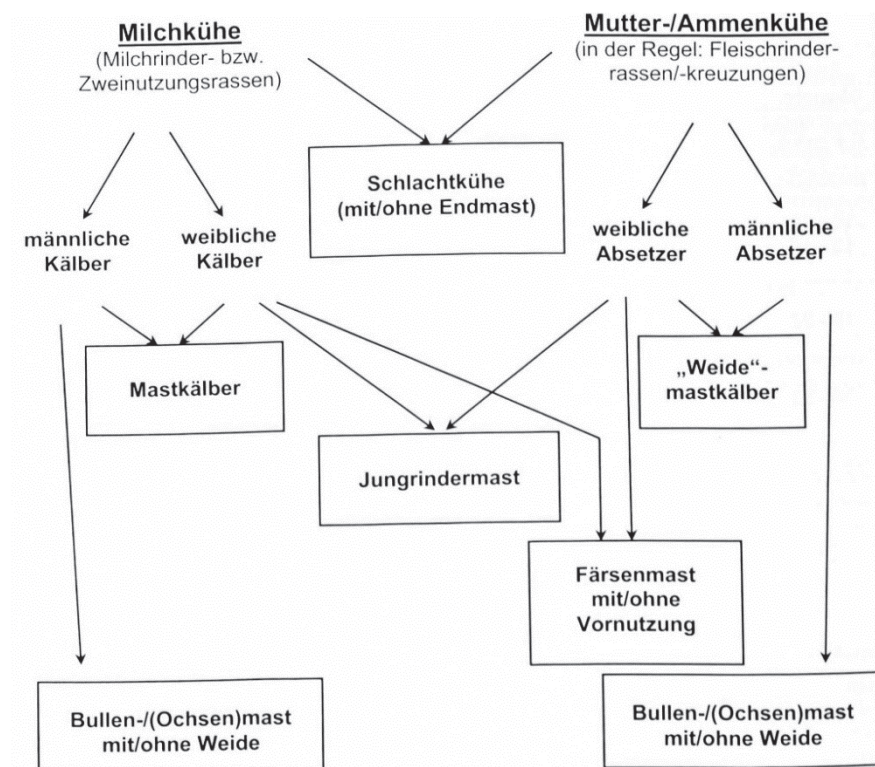 Milchkühe
(Milchrinder- bzw.
Zweinutzungsrassen)
Mutter-/Ammenkühe
(in der Regel: Fleischrinder-
rassen/-kreuzungen)
Schlachtkühe
(mit/ohne Endmast)
männliche
Kälber
weibliche
Kälber
weibliche
Absetzer
männliche
Absetzer
Mastkälber
„Weide“-
mastkälber
Jungrindermast
Färsenmast
mit/ohne
Vornutzung
Bullen-/(Ochsen)mast
mit/ohne Weide
Bullen-/(Ochsen)mast
mit/ohne Weide